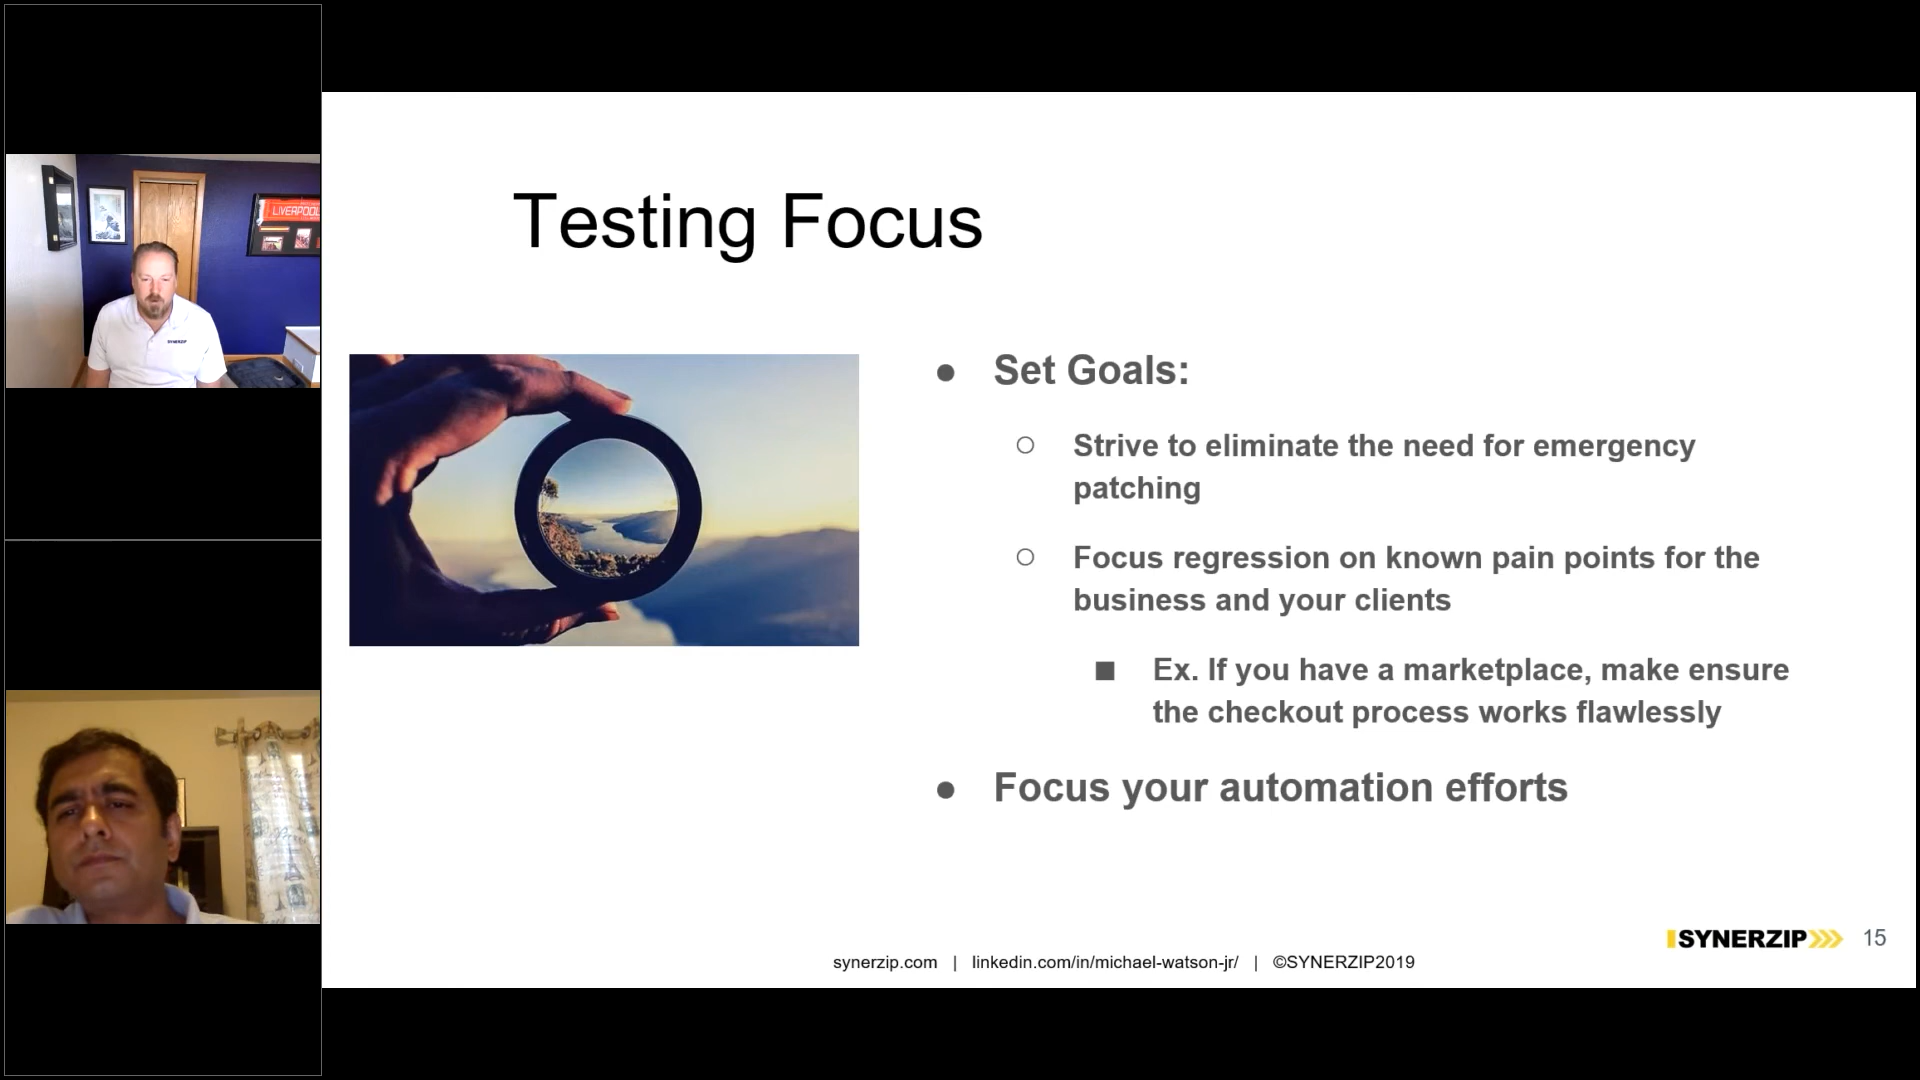 LIVERPOOL
SYNERZIP
Testing Focus
● Set Goals:
○ Strive to eliminate the need for emergency
patching
○ Focus regression on known pain points for the
business and your clients
■ Ex. If you have a marketplace, make ensure
the checkout process works flawlessly
● Focus your automation efforts
SYNERZIP
15
synerzip.com | linkedin.com/in/michael-watson-jr/ | ©SYNERZIP2019